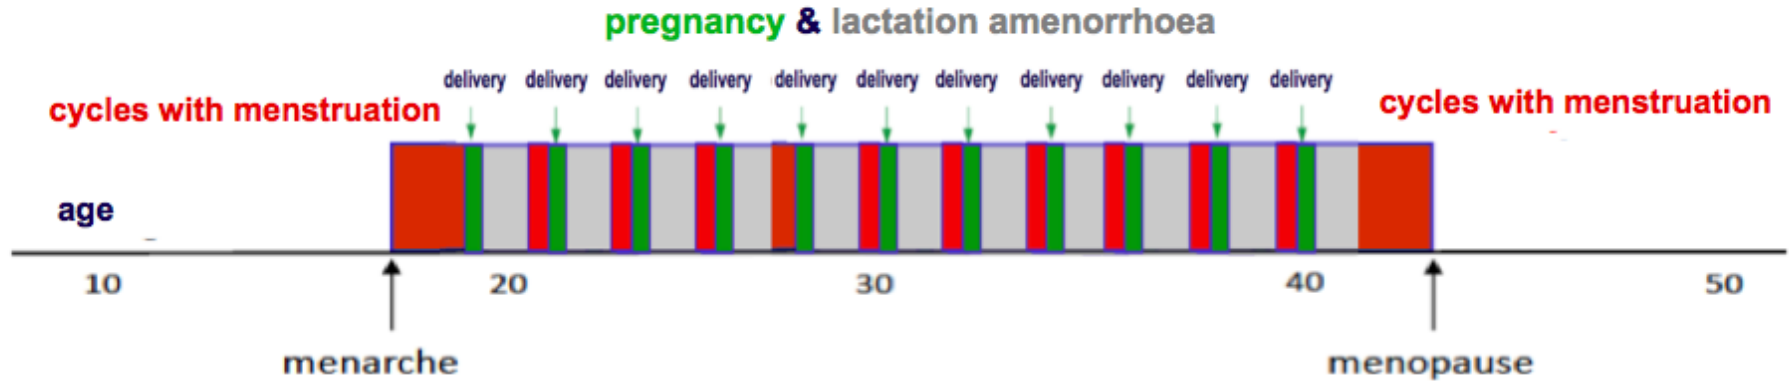 pregnancy & lactation amenorrhoea
delivery delivery delivery delivery delivery delivery delivery delivery delivery delivery delivery
cycles with menstruation
cycles with menstruation
age
10 20 30 40 50
menarche
menopause